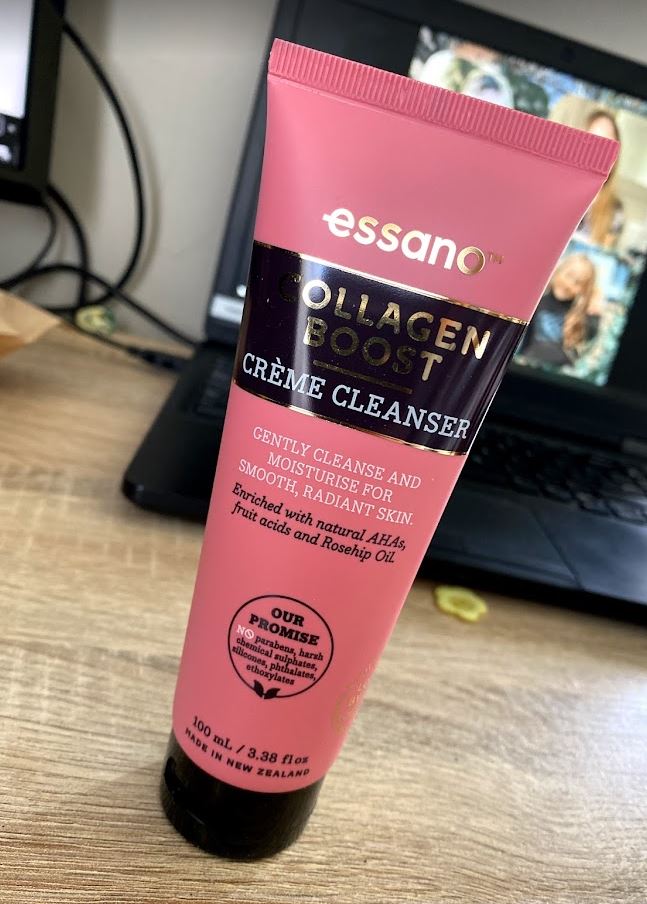 essano™
COLLAGEN
BOOST
CRÈME CLEANSER
GENTLY CLEANSE AND
MOISTURISE FOR
SMOOTH, RADIANT SKIN.
Enriched with natural AHAs,
fruit acids and Rosehip Oil.
OUR
PROMISE
NO parabens, harsh
chemical sulphates,
silicones, phthalates,
ethoxylates
100 mL / 3.38 fl oz
MADE IN NEW ZEALAND